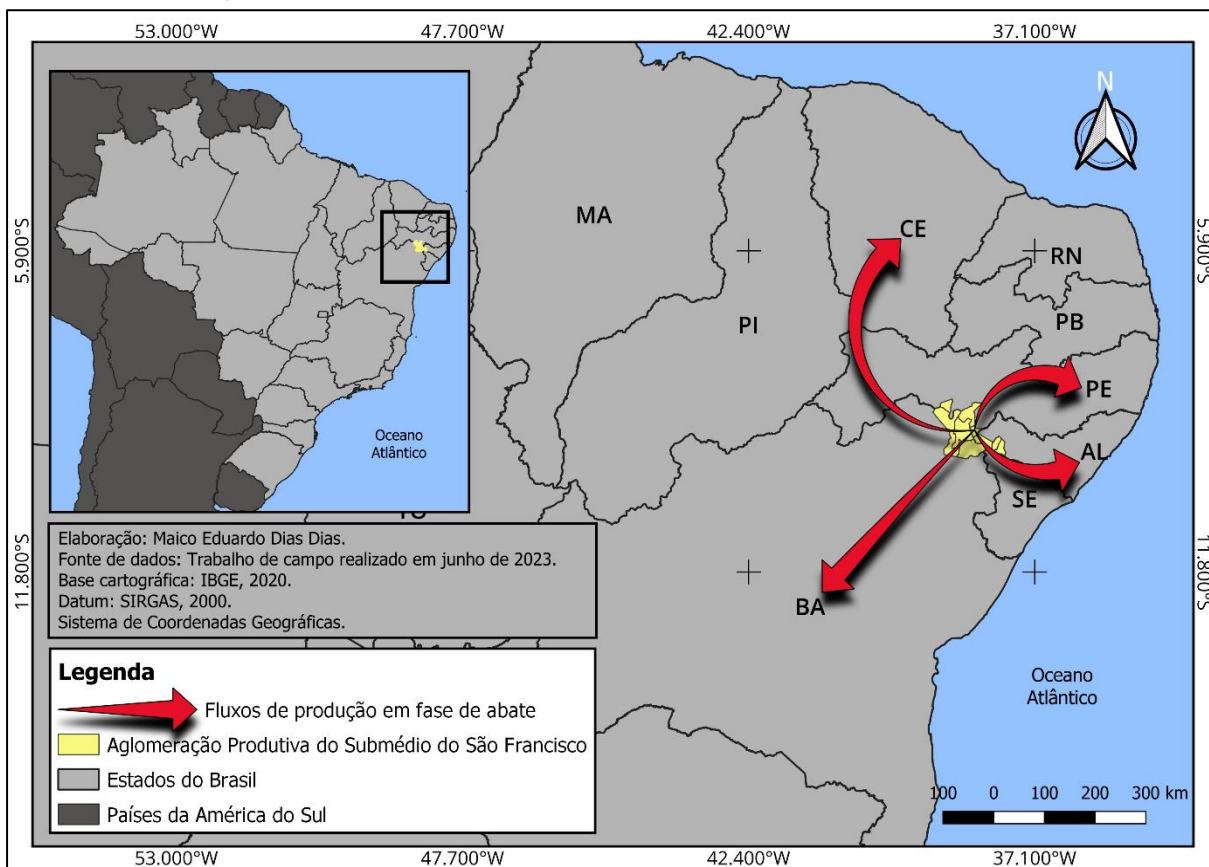 53.000°W 47.700°W 42.400°W 37.100°W
N
5.900°S
5.900°S
11.800°S
11.800°S
MA
CE
RN
PI
PB
PE
AL
SE
BA
Oceano
Atlântico
Oceano
Atlântico
Elaboração: Maico Eduardo Dias Dias.
Fonte de dados: Trabalho de campo realizado em junho de 2023.
Base cartográfica: IBGE, 2020.
Datum: SIRGAS, 2000.
Sistema de Coordenadas Geográficas.
Legenda
Fluxos de produção em fase de abate
Aglomeração Produtiva do Submédio do São Francisco
Estados do Brasil
Países da América do Sul
100 0 100 200 300 km
53.000°W 47.700°W 42.400°W 37.100°W